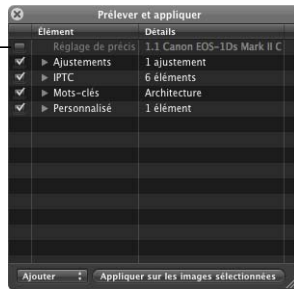 Prélever et appliquer
Élément Détails
Réglage de précis 1.1 Canon EOS-1Ds Mark II C
Ajustements 1 ajustement
IPTC 6 éléments
Mots-clés Architecture
Personnalisé 1 élément
Ajouter Appliquer sur les images sélectionnées